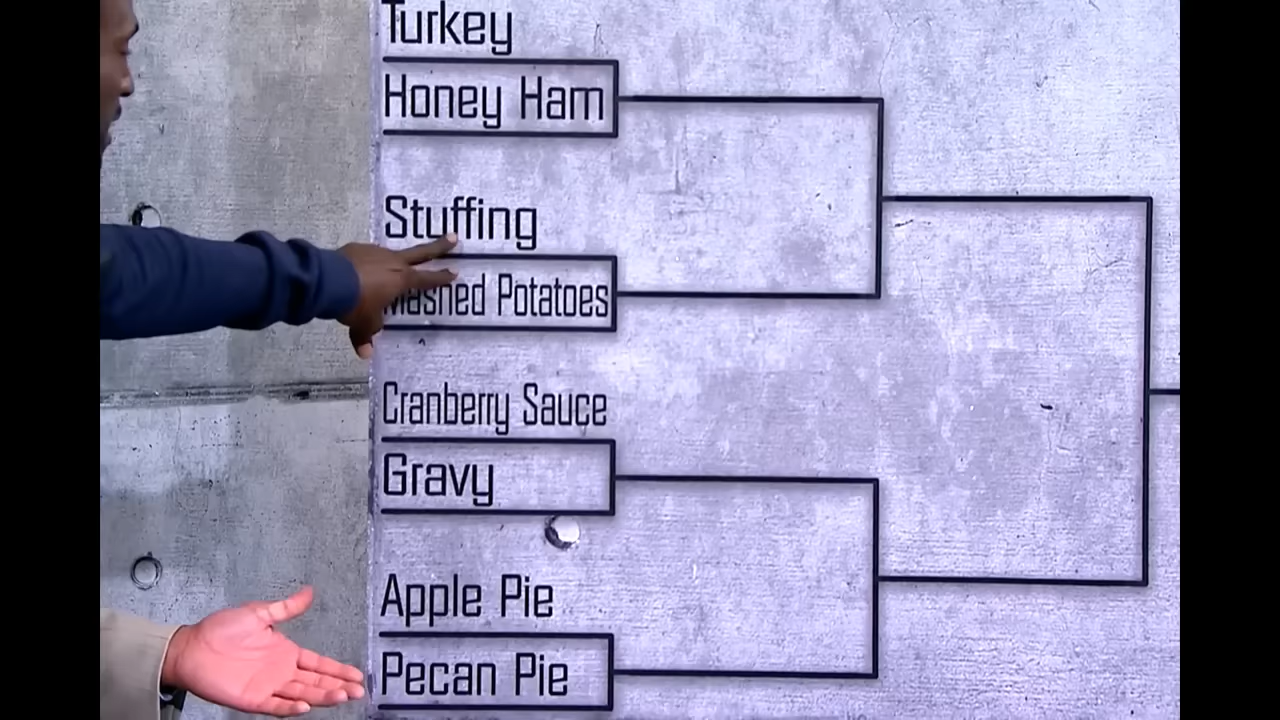 Turkey
Honey Ham
Stuffing
Mashed Potatoes
Cranberry Sauce
Gravy
Apple Pie
Pecan Pie